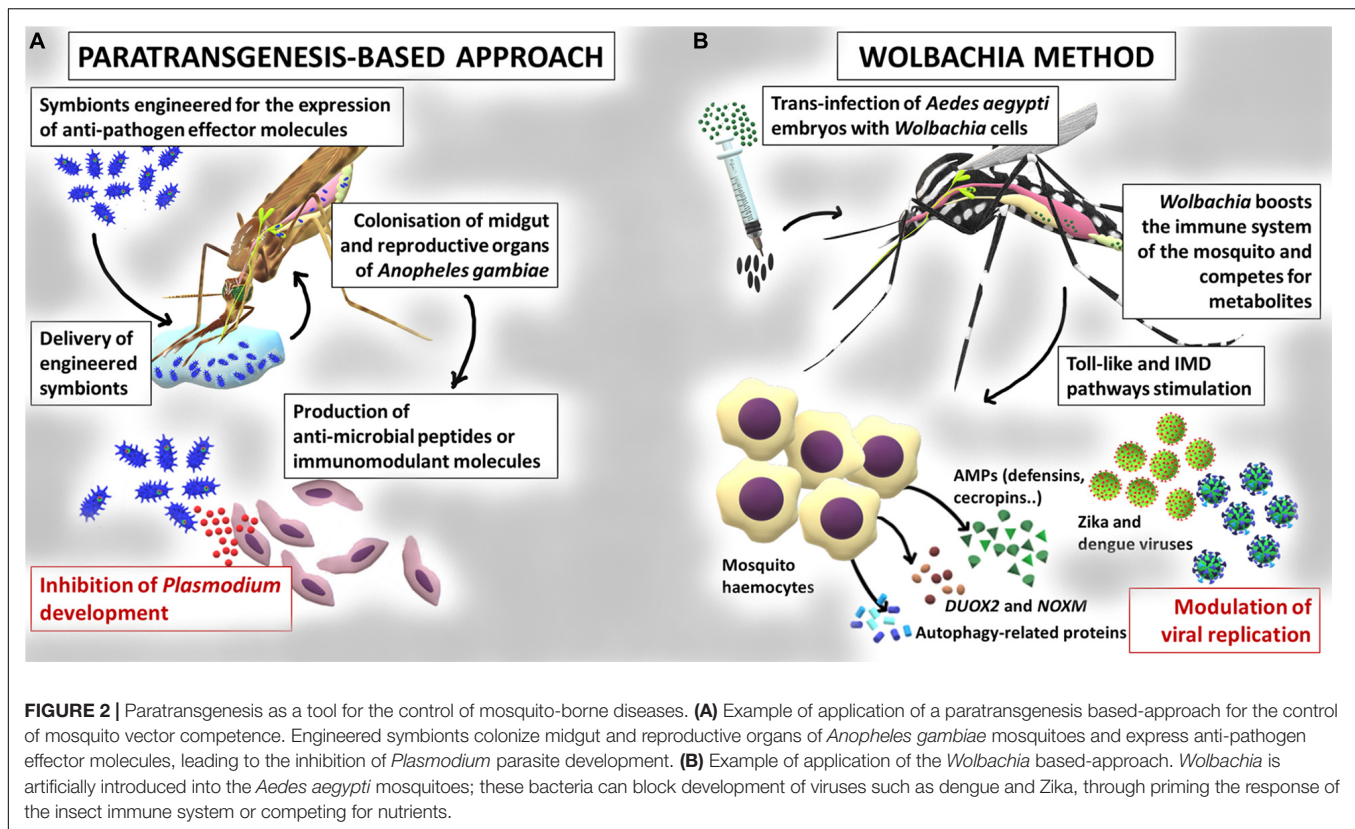 A
PARATRANSGENESIS-BASED APPROACH
Symbionts engineered for the expression
of anti-pathogen effector molecules
Colonisation of midgut
and reproductive organs
of Anopheles gambiae
Delivery of
engineered
symbionts
Production of
anti-microbial peptides or
immunomodulant molecules
Inhibition of Plasmodium
development
B
WOLBACHIA METHOD
Trans-infection of Aedes aegypti
embryos with Wolbachia cells
Wolbachia boosts
the immune system
of the mosquito and
competes for
metabolites
Toll-like and IMD
pathways stimulation
AMPs (defensins,
cecropins..)
Zika and
dengue viruses
Mosquito
haemocytes
DUOX2 and NOXM
Autophagy-related proteins
Modulation of
viral replication
FIGURE 2 | Paratransgenesis as a tool for the control of mosquito-borne diseases. (A) Example of application of a paratransgenesis based-approach for the control
of mosquito vector competence. Engineered symbionts colonize midgut and reproductive organs of Anopheles gambiae mosquitoes and express anti-pathogen
effector molecules, leading to the inhibition of Plasmodium parasite development. (B) Example of application of the Wolbachia based-approach. Wolbachia is
artificially introduced into the Aedes aegypti mosquitoes; these bacteria can block development of viruses such as dengue and Zika, through priming the response of
the insect immune system or competing for nutrients.